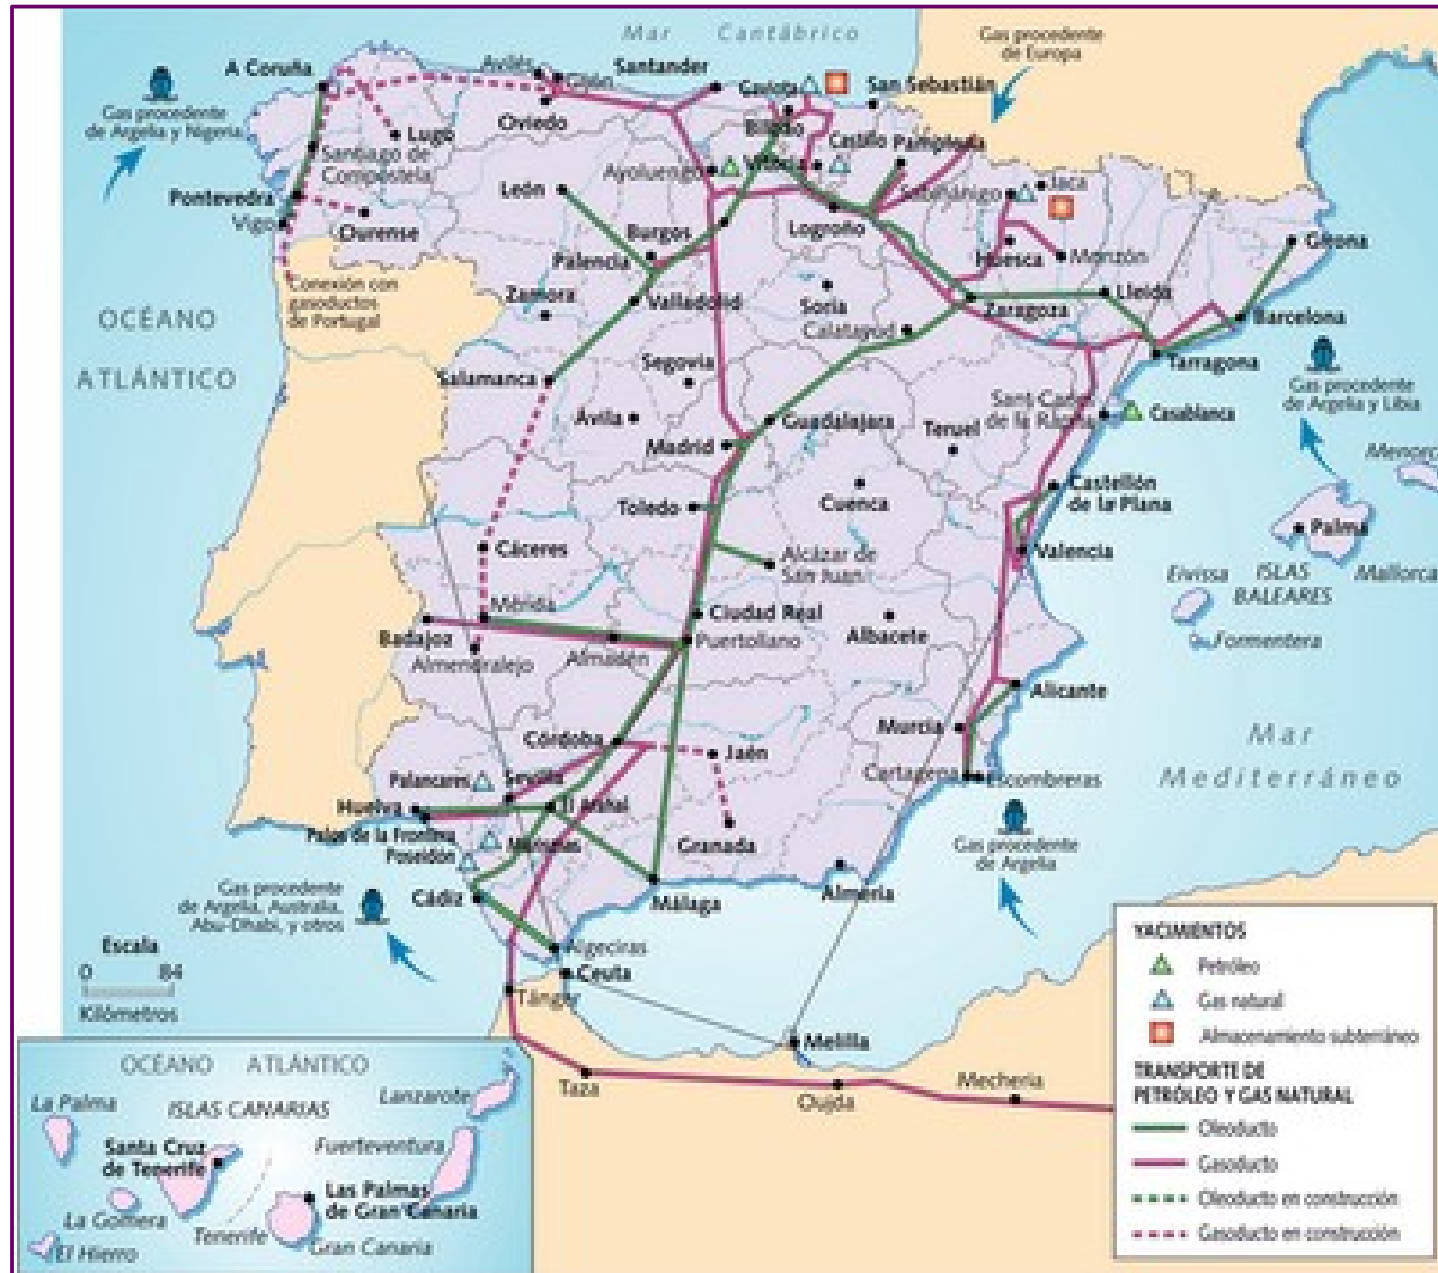 Mar Cantábrico
Gas procedente
de Europa
A Coruña
Avilés
Gijón
Santander
Gaviota
San Sebastián
Gas procedente
de Argelia y Nigeria
Lugo
Oviedo
Bilbao
Castillo
Pamplona
Santiago de
Compostela
Ayoluengo
Vitoria
León
Sabiñánigo
Jaca
Pontevedra
Vigo
Ourense
Burgos
Logroño
Huesca
Monzón
Girona
Palencia
Conexión con
gasoductos
de Portugal
Zamora
Valladolid
Soria
Calatayud
Zaragoza
Lleida
Barcelona
OCÉANO
ATLÁNTICO
Salamanca
Segovia
Tarragona
Gas procedente
de Argelia y Libia
Ávila
Guadalajara
Sant Carles
de la Ràpita
Casablanca
Madrid
Teruel
Menorc
Toledo
Cuenca
Castellón
de la Plana
Palma
Cáceres
Alcázar de
San Juan
Valencia
Eivissa
ISLAS
BALEARES
Mallorca
Mérida
Ciudad Real
Albacete
Formentera
Badajoz
Almendralejo
Almadén
Puertollano
Alicante
Murcia
Mar
Mediterráneo
Córdoba
Jaén
Cartagena
Escombreras
Palancares
Sevilla
Huelva
El Arahal
Palos de la Frontera
Poseidón
Marismas
Granada
Gas procedente
de Argelia
Gas procedente
de Argelia, Australia,
Abu-Dhabi, y otros
Cádiz
Málaga
Almería
Escala
0 84
Kilómetros
Algeciras
Ceuta
Tánger
Melilla
Taza
Oujda
Mecheria
YACIMIENTOS
Petróleo
Gas natural
Almacenamiento subterráneo
TRANSPORTE DE
PETRÓLEO Y GAS NATURAL
Oleoducto
Gasoducto
Oleoducto en construcción
Gasoducto en construcción
OCÉANO ATLÁNTICO
La Palma
ISLAS CANARIAS
Lanzarote
Santa Cruz
de Tenerife
Fuerteventura
La Gomera
Las Palmas
de Gran Canaria
Tenerife
El Hierro
Gran Canaria